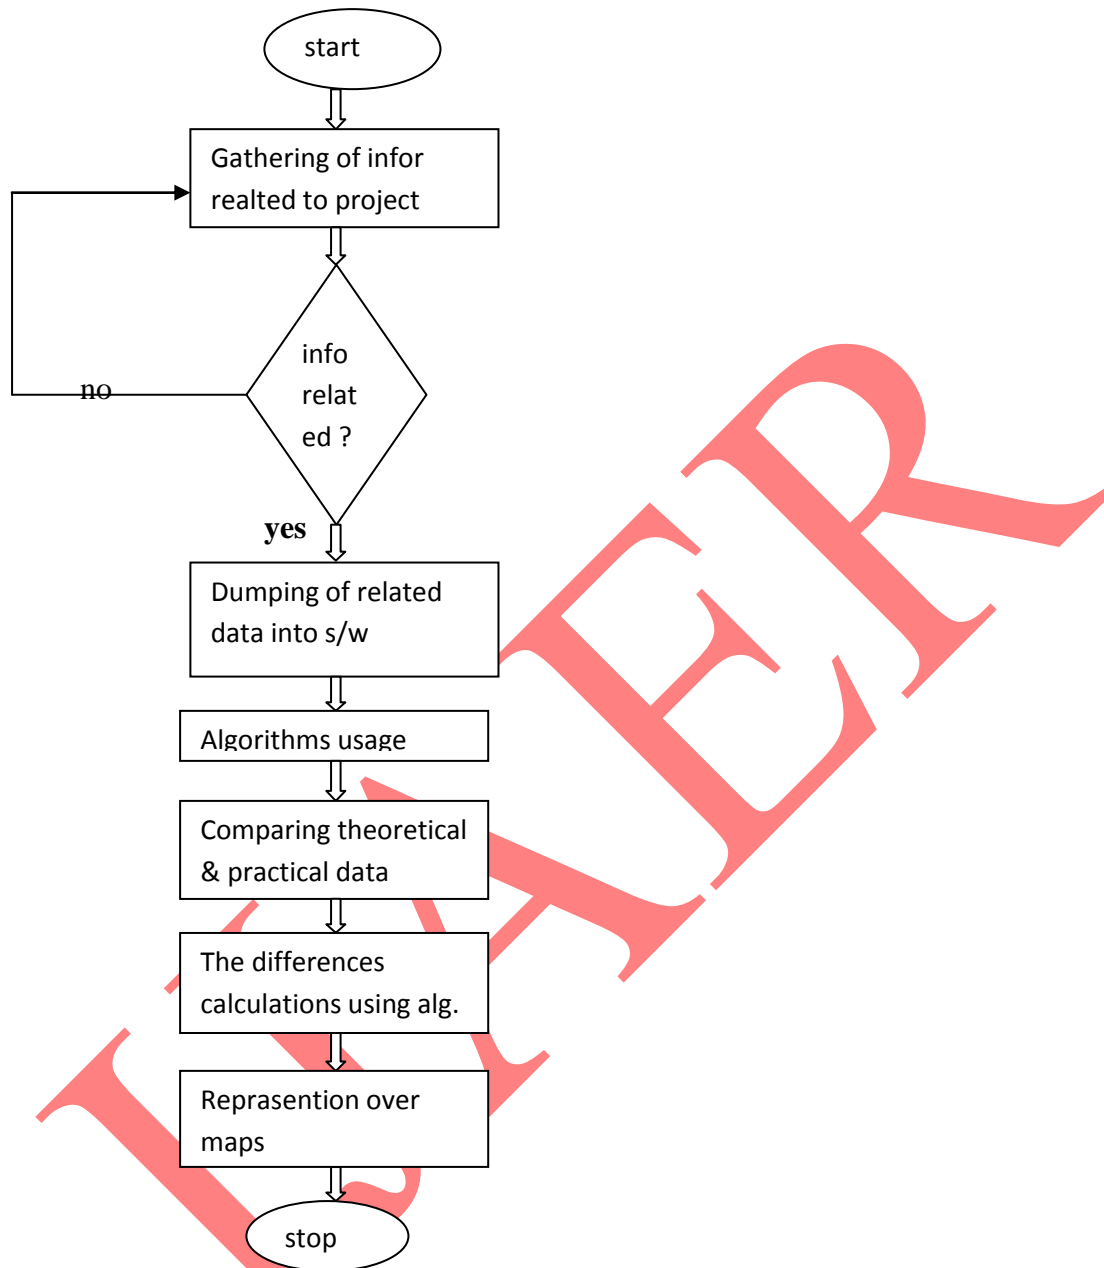 start
Gathering of infor
realted to project
info
relat
ed ?
no
yes
Dumping of related
data into s/w
Algorithms usage
Comparing theoretical
& practical data
The differences
calculations using alg.
Reprasention over
maps
stop